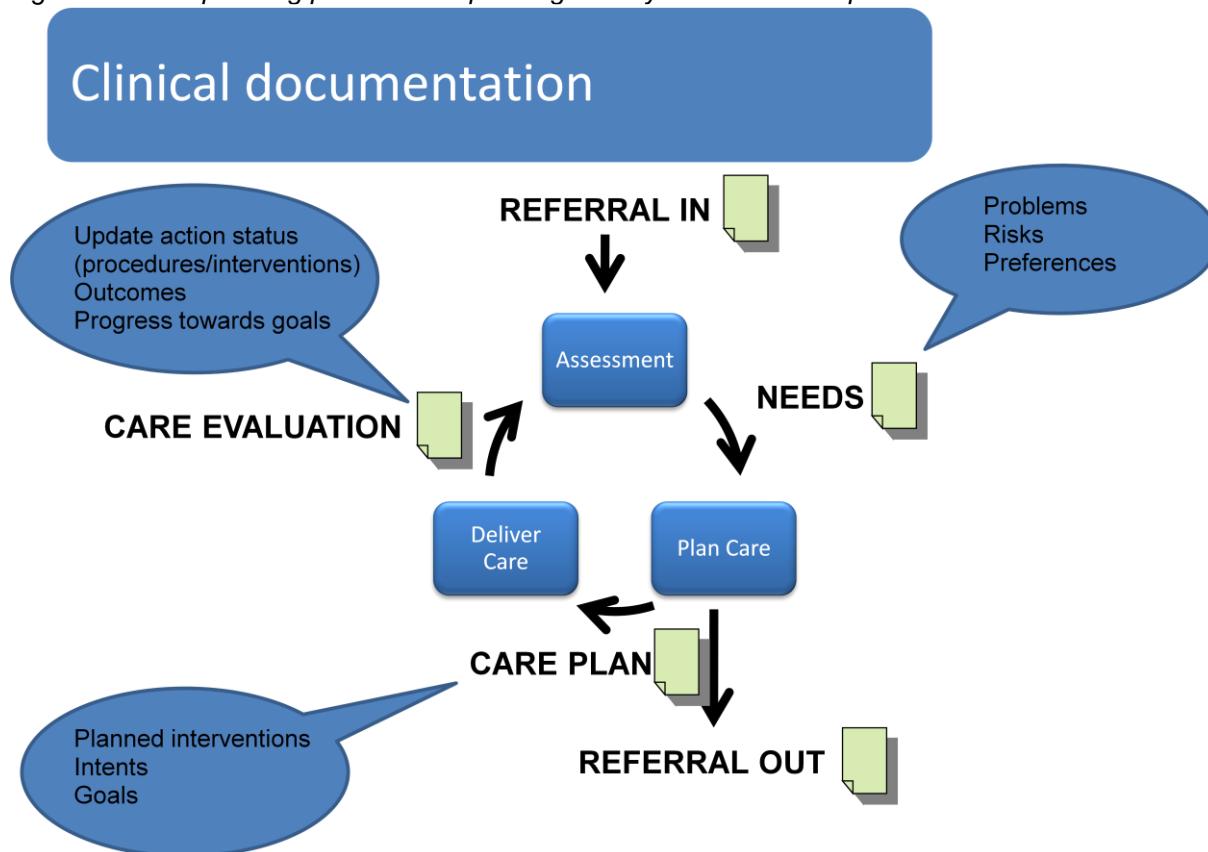 Clinical documentation
REFERRAL IN
Update action status
(procedures/interventions)
Outcomes
Progress towards goals
Problems
Risks
Preferences
Assessment
NEEDS
CARE EVALUATION
Deliver
Care
Plan Care
CARE PLAN
Planned interventions
Intents
Goals
REFERRAL OUT